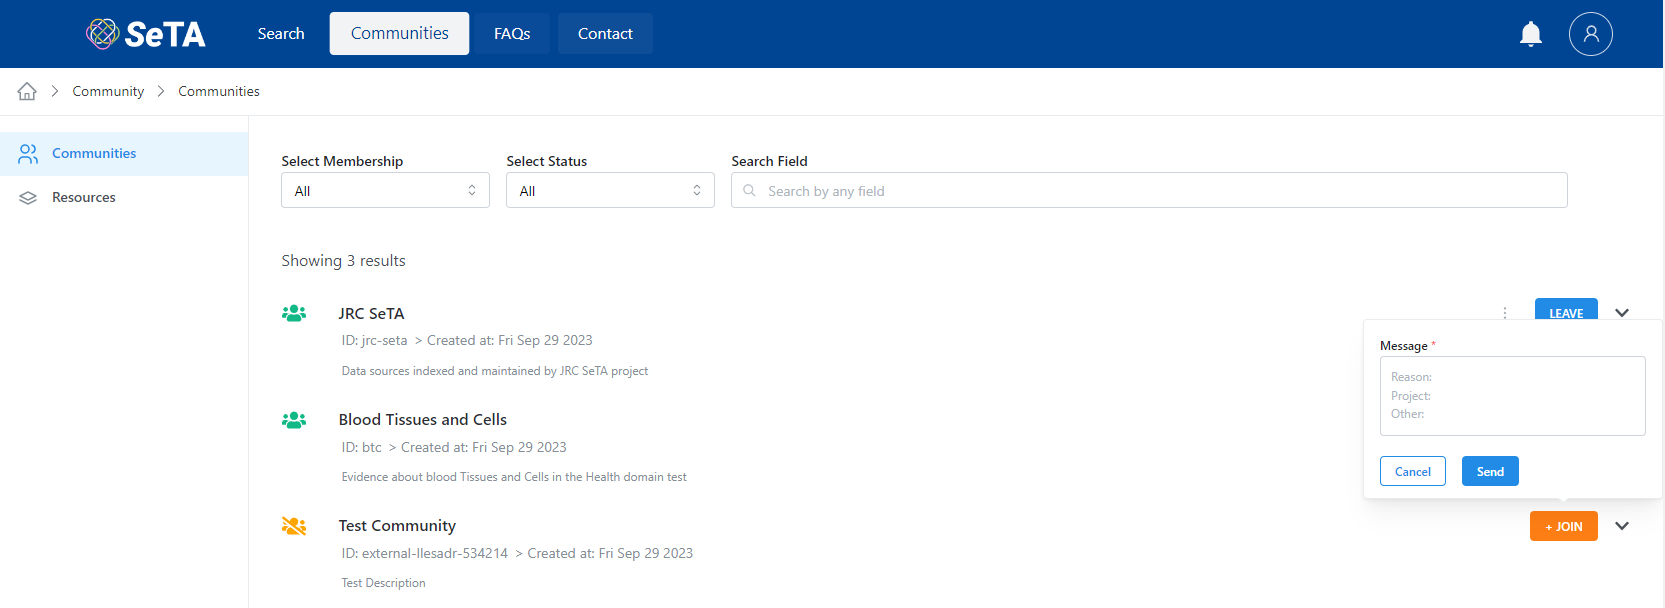 SeTA
Search
Communities
FAQs
Contact
Community
Communities
Communities
Resources
Select Membership
All
Select Status
All
Search Field
Search by any field
Showing 3 results
JRC SeTA
ID: jrc-seta > Created at: Fri Sep 29 2023
Data sources indexed and maintained by JRC SeTA project
LEAVE
Message *
Reason:
Project:
Other:
Cancel
Send
Blood Tissues and Cells
ID: btc > Created at: Fri Sep 29 2023
Evidence about blood Tissues and Cells in the Health domain test
Test Community
ID: external-llesadr-534214 > Created at: Fri Sep 29 2023
Test Description
+ JOIN